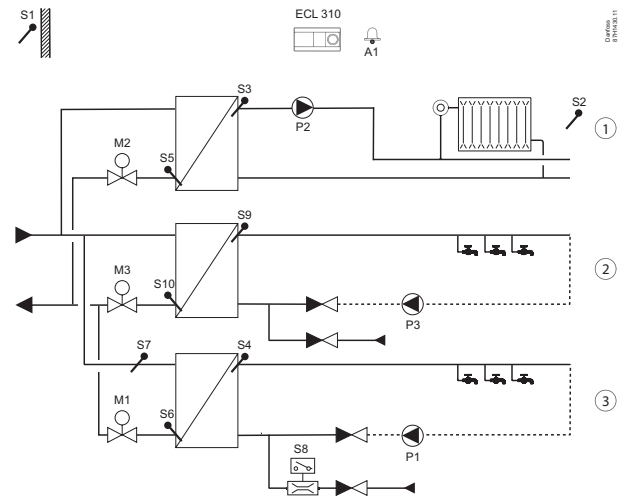 S1
ECL 310
A1
Danfoss
87H1430.11
S3
P2
S2
1
M2
S5
S9
M3
S10
2
P3
S7
S4
M1
S6
3
S8
P1